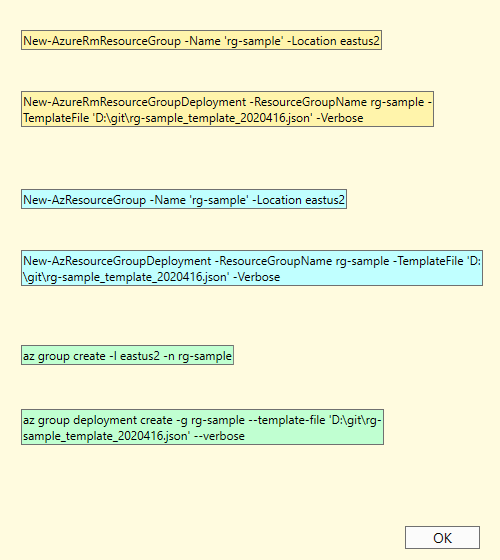 New-AzureRmResourceGroup -Name 'rg-sample' -Location eastus2
New-AzureRmResourceGroupDeployment -ResourceGroupName rg-sample -
TemplateFile 'D:\git\rg-sample_template_2020416.json' -Verbose
New-AzResourceGroup -Name 'rg-sample' -Location eastus2
New-AzResourceGroupDeployment -ResourceGroupName rg-sample -TemplateFile 'D:
\git\rg-sample_template_2020416.json' -Verbose
az group create -l eastus2 -n rg-sample
az group deployment create -g rg-sample --template-file 'D:\git\rg-
sample_template_2020416.json' --verbose
OK